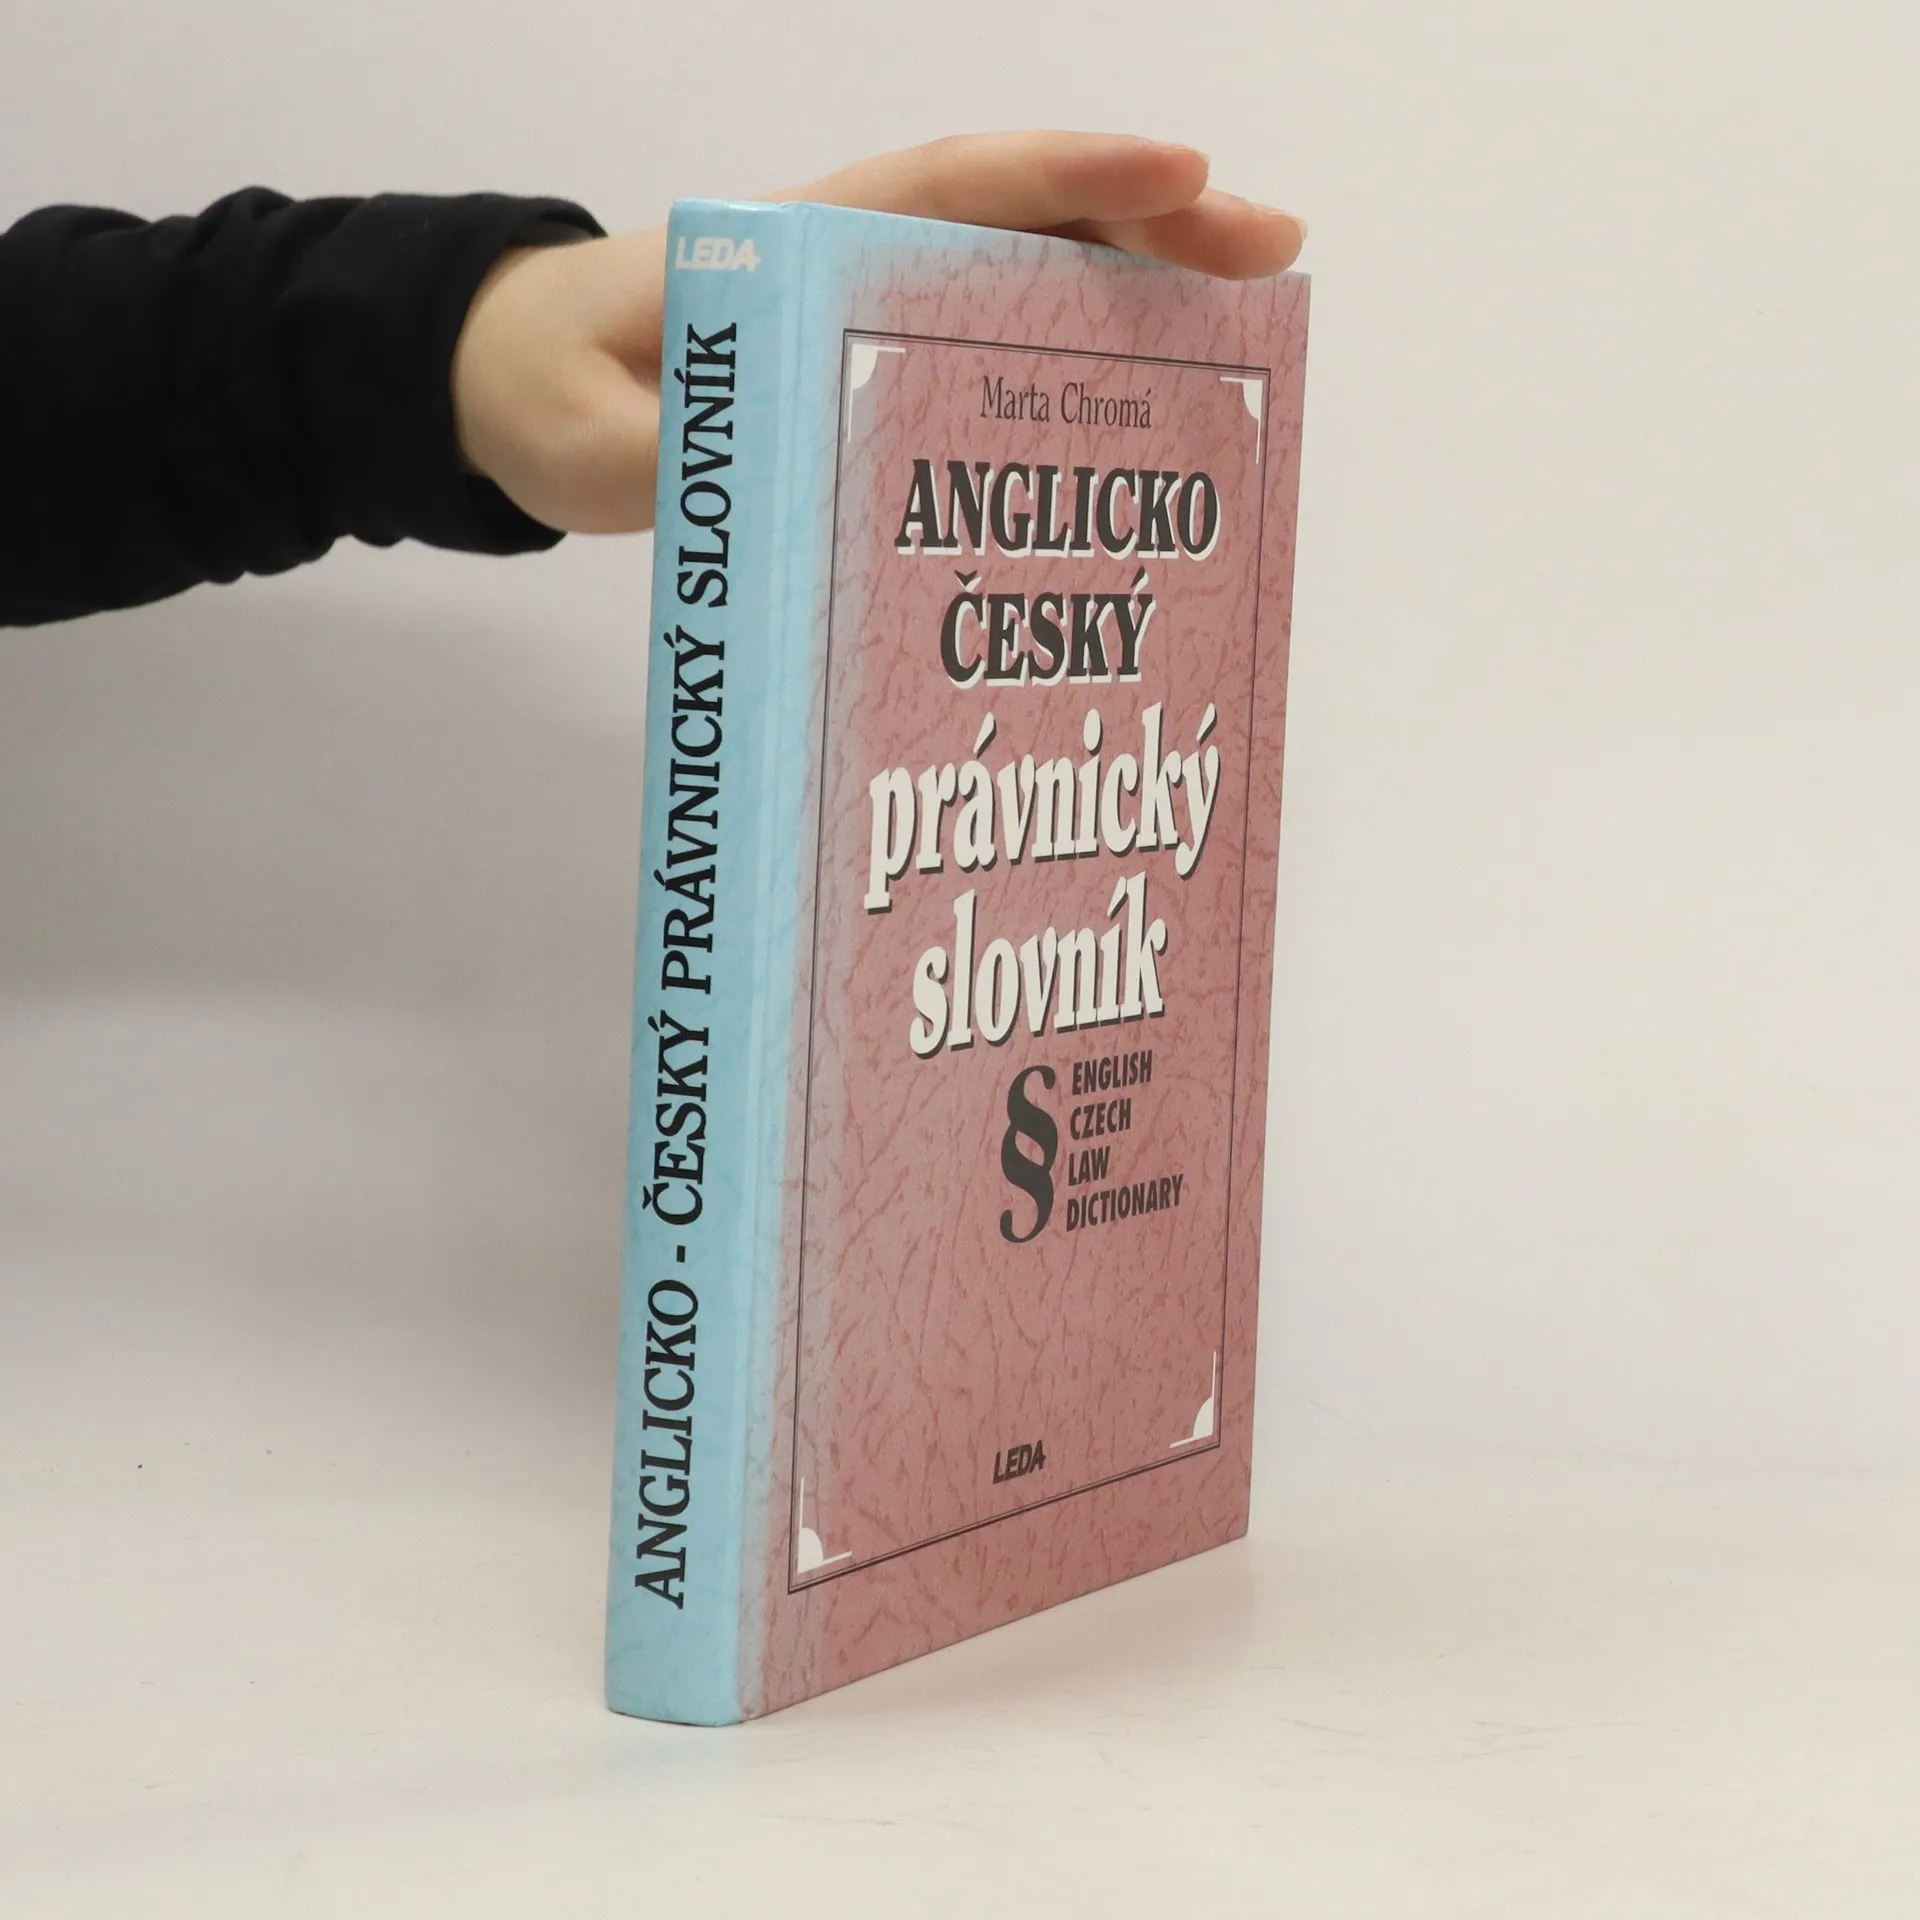 LEDA
ANGLICKO - ČESKÝ PRÁVNICKÝ SLOVNÍK
Marta Chromá
ANGLICKO
ČESKÝ
právnický
slovník
§ ENGLISH
CZECH
LAW
DICTIONARY
LEDA